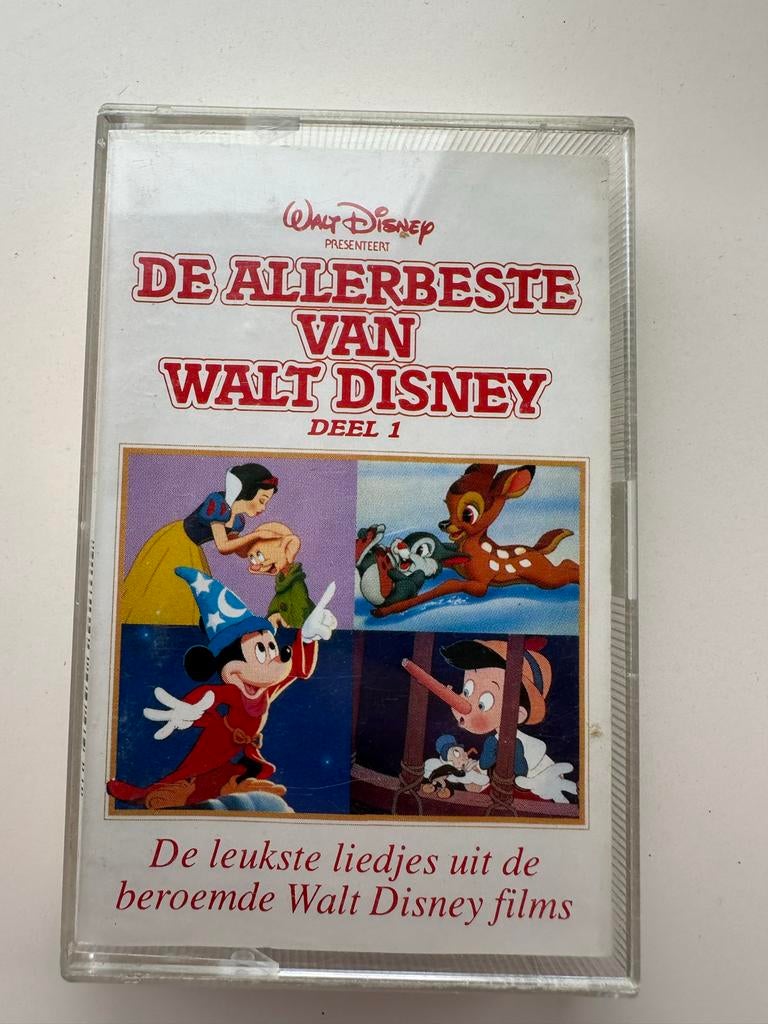 Walt Disney
PRESENTEERT
DE ALLERBESTE
VAN
WALT DISNEY
DEEL 1
De leukste liedjes uit de
beroemde Walt Disney films